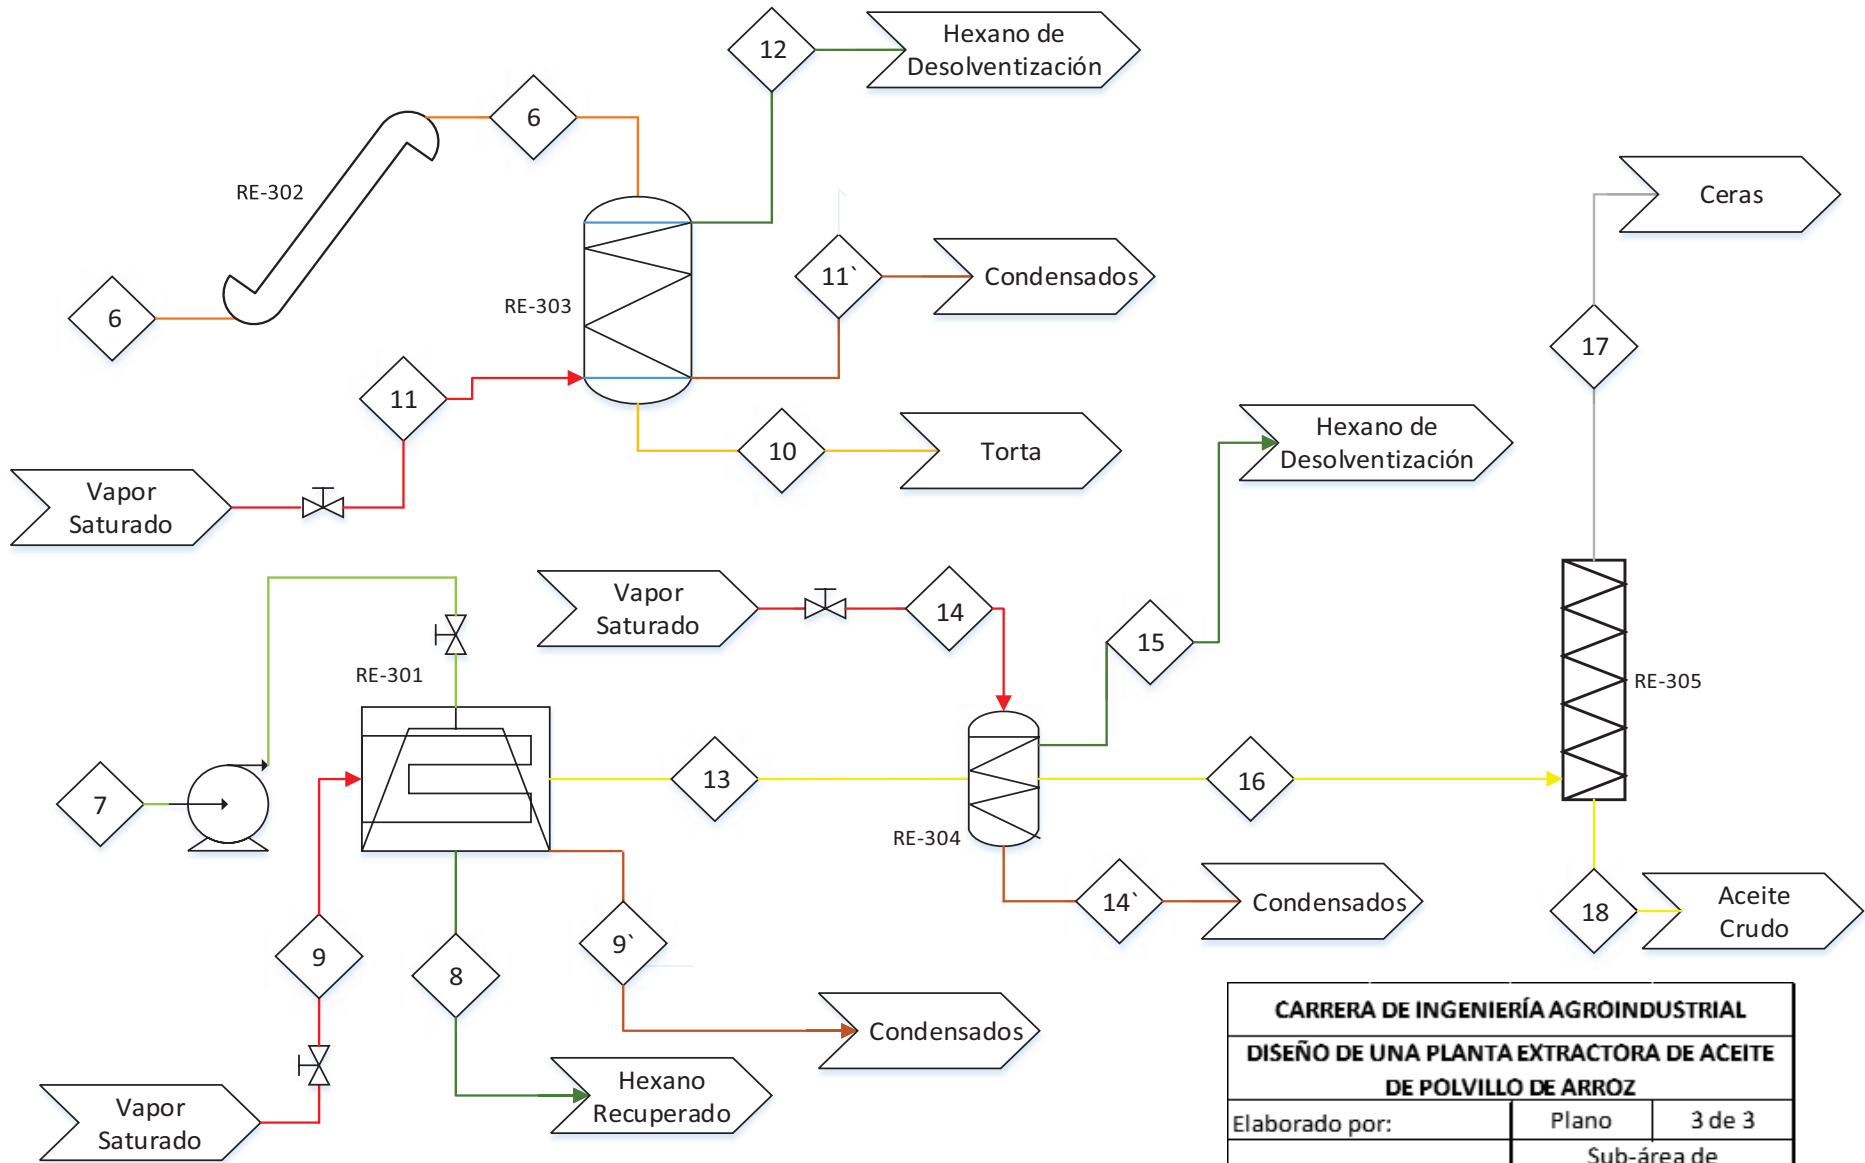 12
Hexano de
Desolventización
6
RE-302
Ceras
11`
Condensados
RE-303
6
17
11
Hexano de
Desolventización
10
Torta
Vapor
Saturado
Vapor
Saturado
14
15
RE-301
RE-305
7
13
16
RE-304
14`
Condensados
18
Aceite
Crudo
9
8
9`
Condensados
Hexano
Recuperado
Vapor
Saturado
CARRERA DE INGENIERÍA AGROINDUSTRIAL
DISEÑO DE UNA PLANTA EXTRACTORA DE ACEITE
DE POLVILLO DE ARROZ
Elaborado por:
Plano
3 de 3
Sub-área de